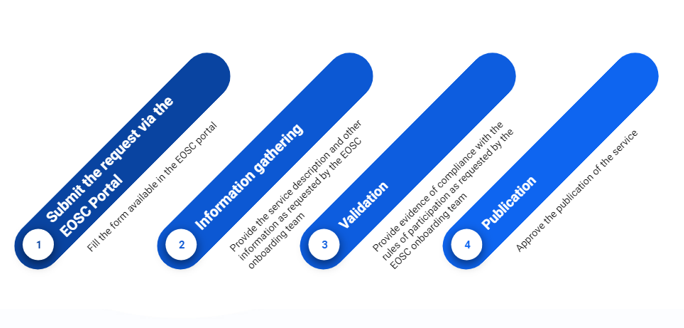 1
Submit the request via the
EOSC Portal
Fill the form available in the EOSC portal
2
Information gathering
Provide the service description and other
information as requested by the EOSC
onboarding team
3
Validation
Provide evidence of compliance with the
rules of participation as requested by the
EOSC onboarding team
4
Publication
Approve the publication of the service